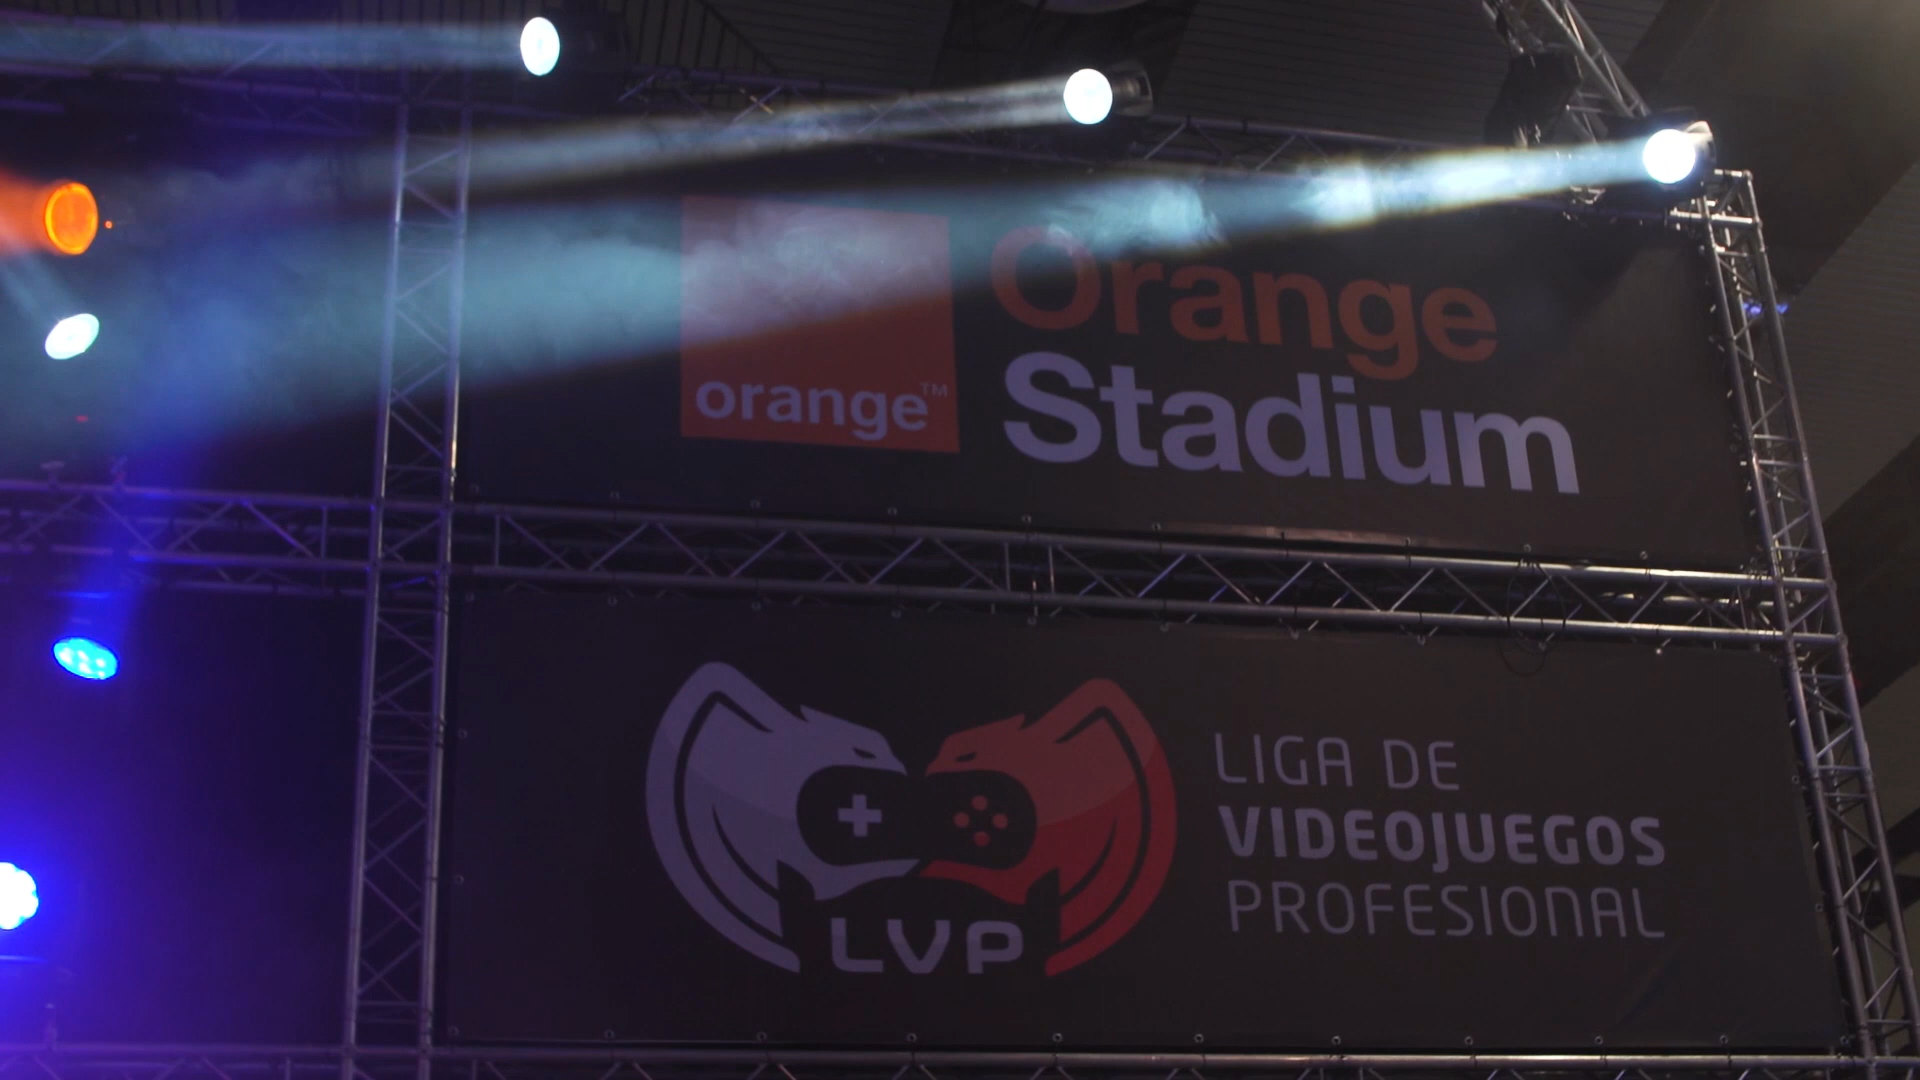 orange™
Orange
Stadium
LVP
LIGA DE
VIDEOJUEGOS
PROFESIONAL